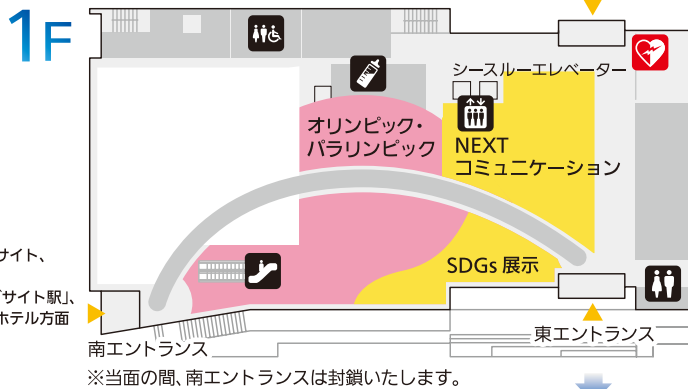 1F
シースルーエレベーター
オリンピック・
パラリンピック
NEXT
コミュニケーション
サイト、
SDGs 展示
サイト駅」、
ホテル方面
東エントランス
南エントランス
※当面の間、南エントランスは封鎖いたします。